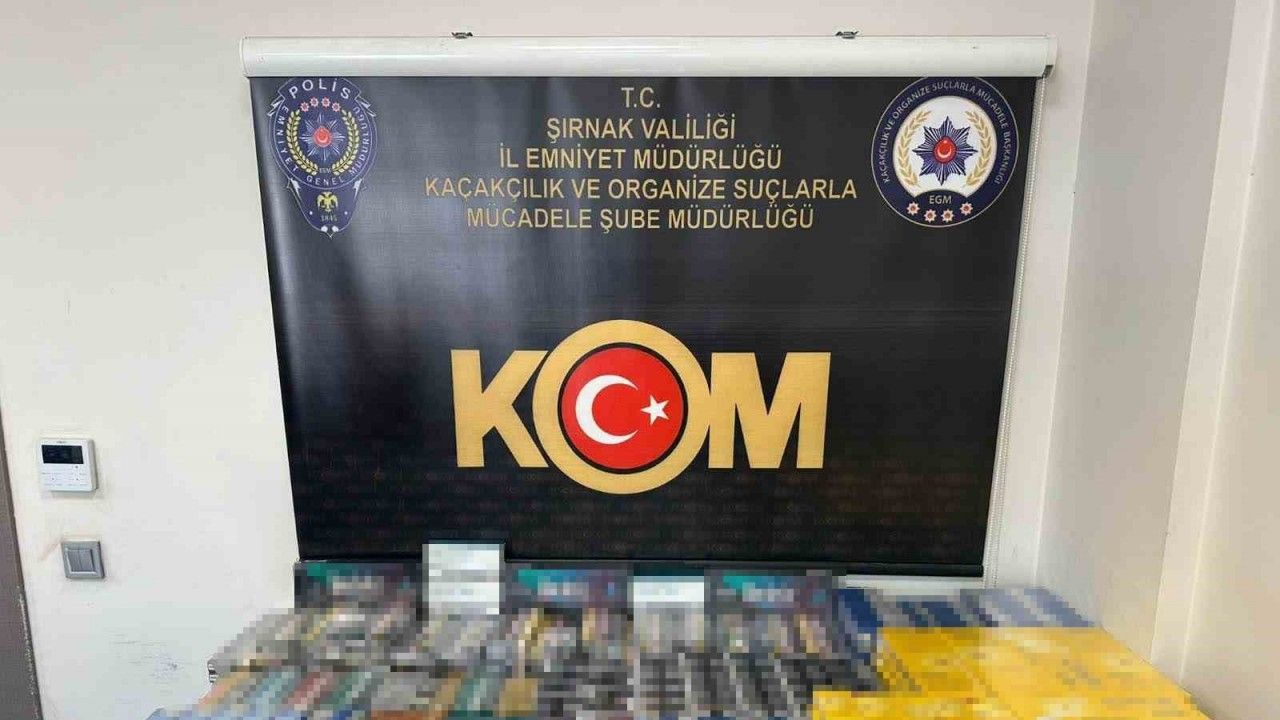 POLİS
EMNİYET GENEL MÜDÜRLÜĞÜ
EGM
1845
T.C.
ŞIRNAK VALİLİĞİ
İL EMNİYET MÜDÜRLÜĞÜ
KAÇAKÇILIK VE ORGANİZE SUÇLARLA
MÜCADELE ŞUBE MÜDÜRLÜĞÜ
KAÇAKÇILIK VE ORGANİZE SUÇLARLA MÜCADELE BAŞKANLIĞI
EGM
KOM